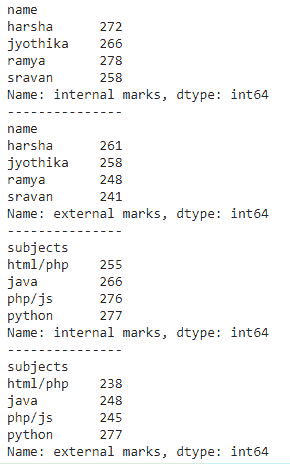 name
harsha      272
jyothika    266
ramya       278
sravan      258
Name: internal marks, dtype: int64
---------------
name
harsha      261
jyothika    258
ramya       248
sravan      241
Name: external marks, dtype: int64
---------------
subjects
html/php    255
java        266
php/js      276
python      277
Name: internal marks, dtype: int64
---------------
subjects
html/php    238
java        248
php/js      245
python      277
Name: external marks, dtype: int64